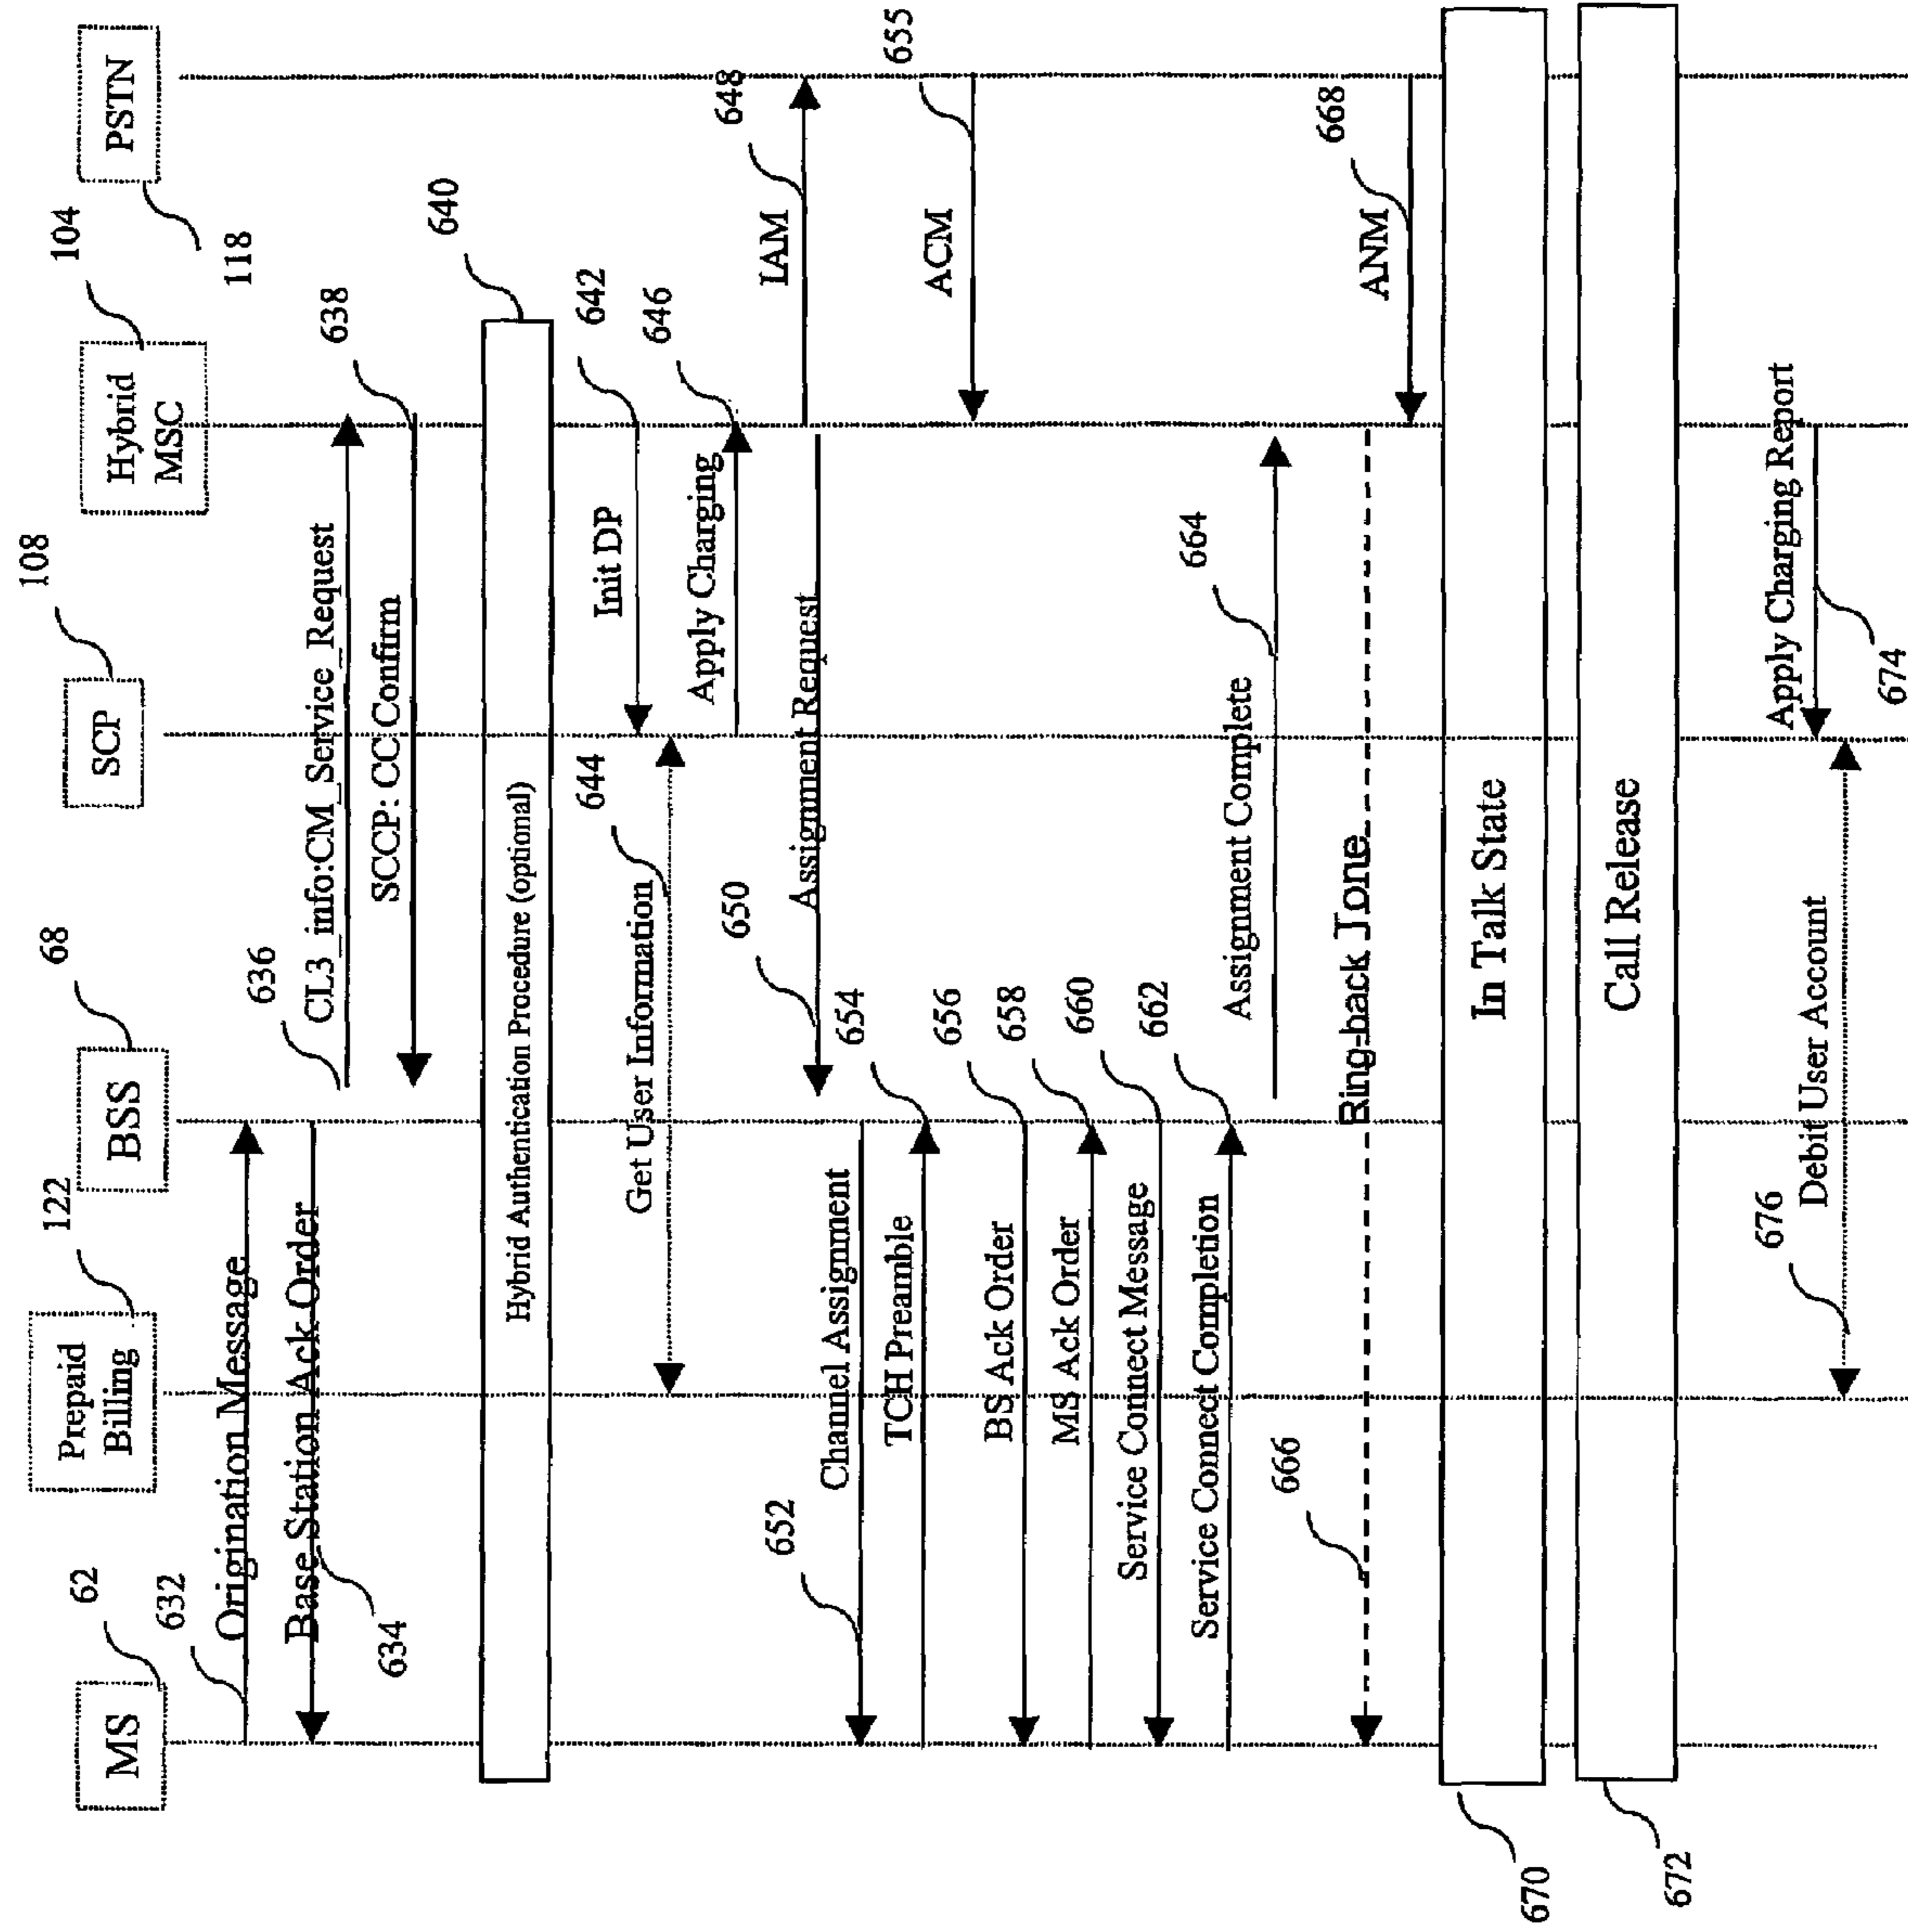 MS
62
Prepaid
Billing
122
BSS
68
SCP
108
Hybrid
MSC
104
PSTN
118
632
Origination Message
Base Station Ack Order
634
636
CL3_info:CM_Service_Request
SCCP: CC Confirm
638
Hybrid Authentication Procedure (optional)
640
Init DP
642
Get User Information
644
Apply Charging
646
IAM
648
Assignment Request
650
Channel Assignment
652
TCH Preamble
654
ACM
655
BS Ack Order
656
MS Ack Order
658
Service Connect Message
660
Service Connect Completion
662
Assignment Complete
664
Ring-back Tone
666
ANM
668
In Talk State
670
Call Release
672
Apply Charging Report
674
Debit User Account
676